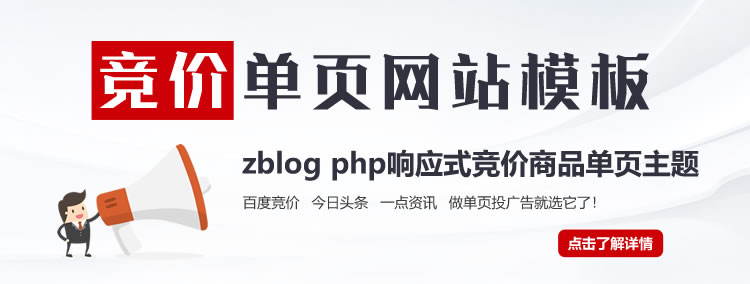 竞价单页网站模板
zblog php响应式竞价商品单页主题
百度竞价 今日头条 一点资讯 做单页投广告就选它了!
点击了解详情